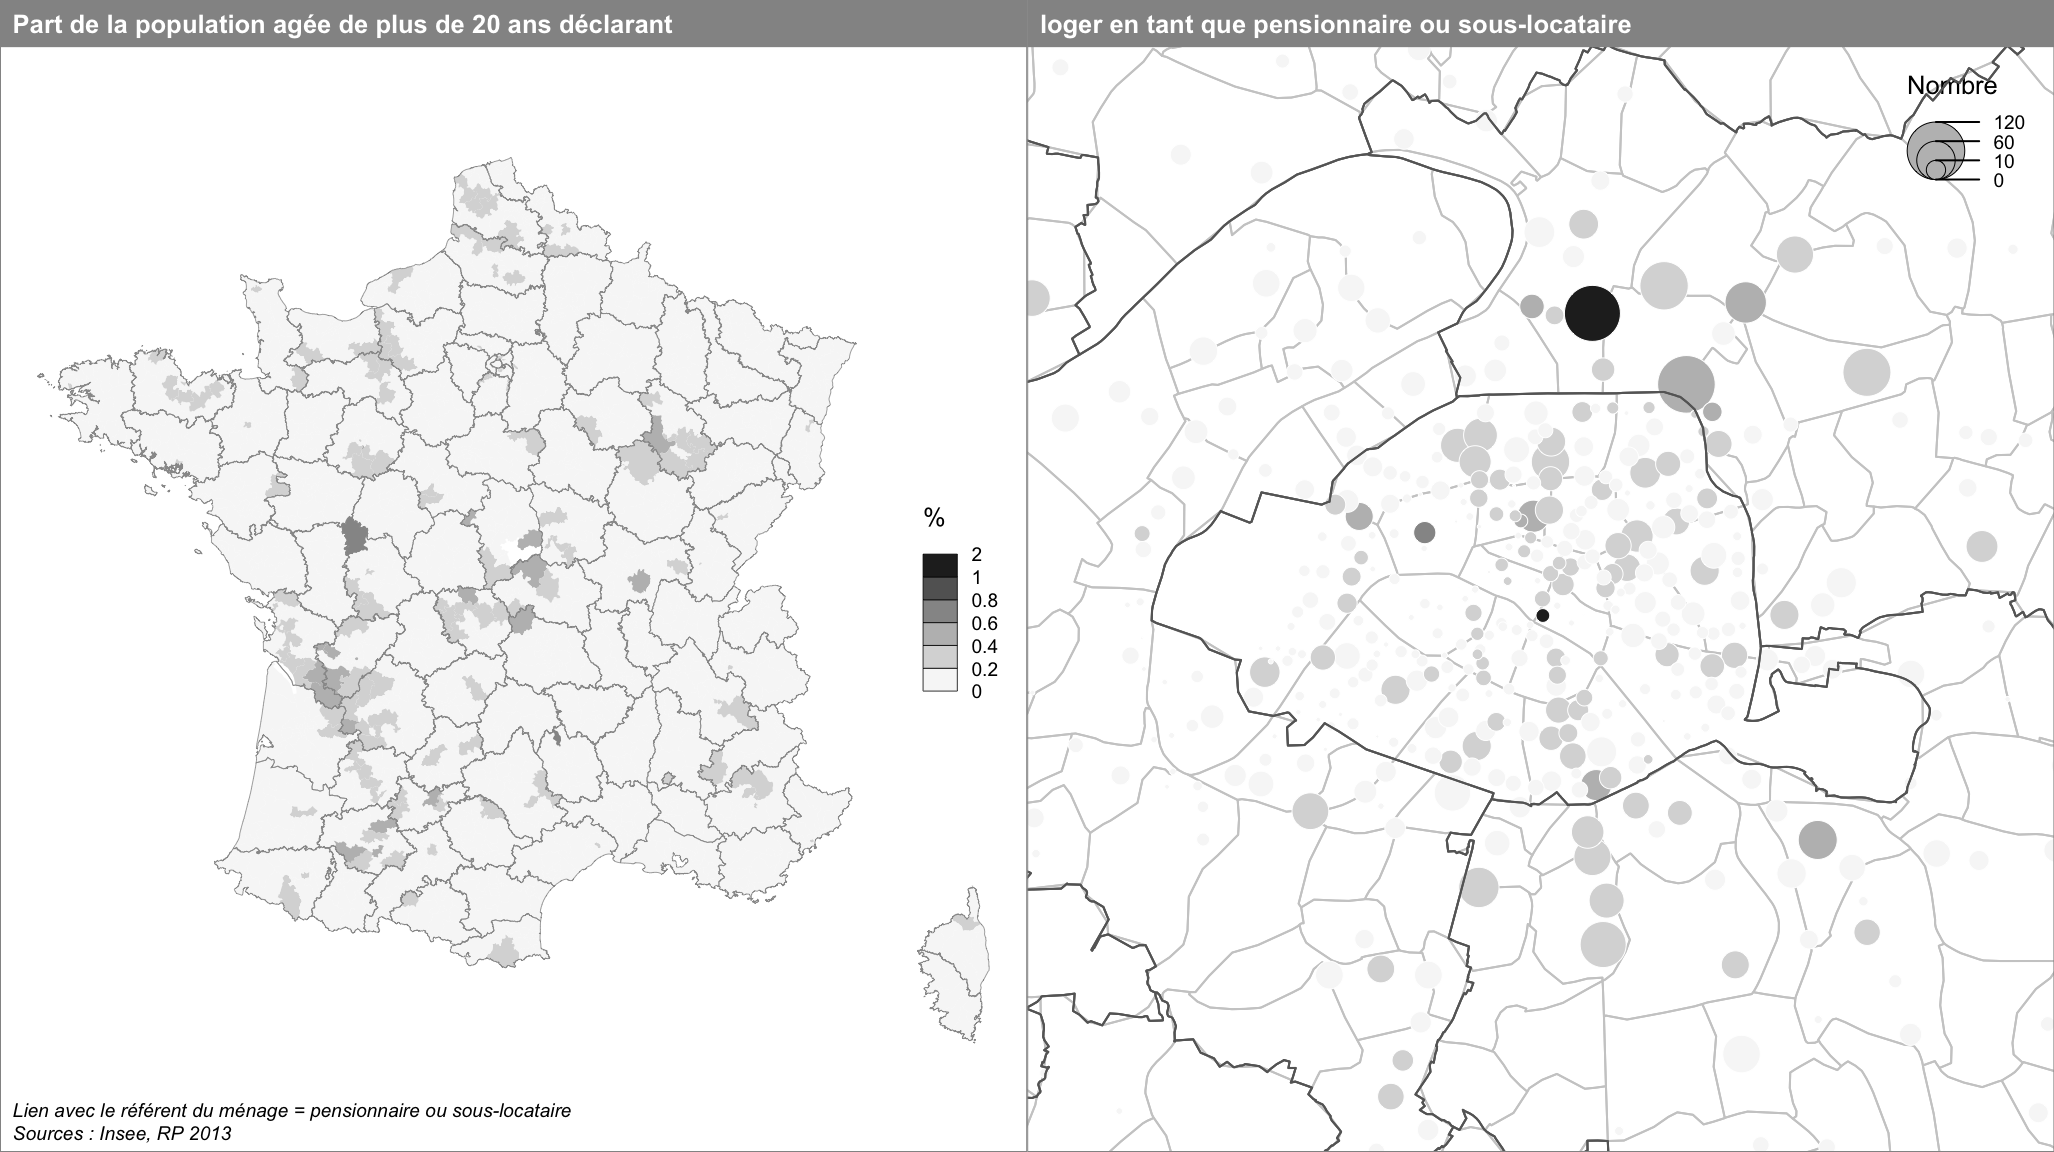 Part de la population agée de plus de 20 ans déclarant
loger en tant que pensionnaire ou sous-locataire
Nombre
120
60
10
0
%
2
1
0.8
0.6
0.4
0.2
0
Lien avec le référent du ménage = pensionnaire ou sous-locataire
Sources : Insee, RP 2013